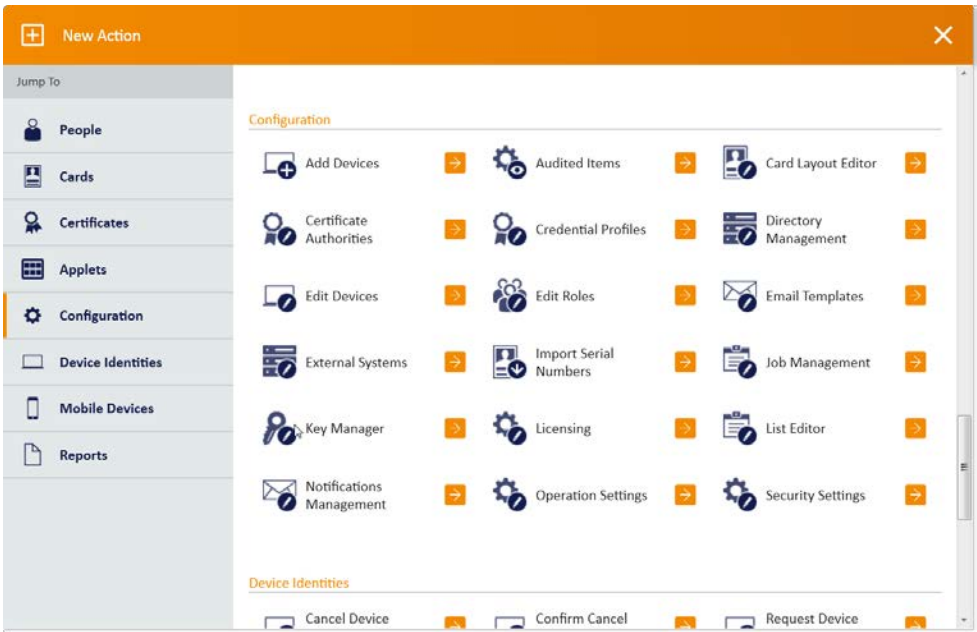 New Action
Jump To
People
Cards
Certificates
Applets
Configuration
Device Identities
Mobile Devices
Reports
Configuration
Add Devices
Audited Items
Card Layout Editor
Certificate
Authorities
Credential Profiles
Directory
Management
Edit Devices
Edit Roles
Email Templates
External Systems
Import Serial
Numbers
Job Management
Key Manager
Licensing
List Editor
Notifications
Management
Operation Settings
Security Settings
Device Identities
Cancel Device
Confirm Cancel
Request Device